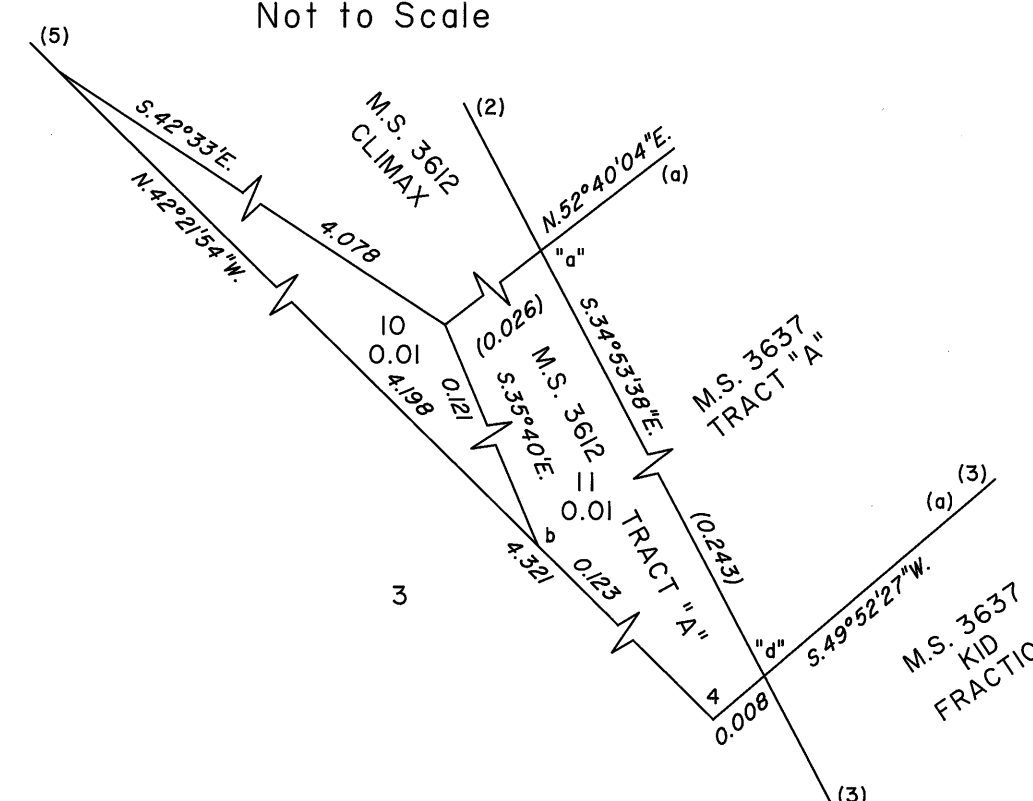 Not to Scale
(5)
S.42°33'E.
N.42°21'54"W.
4.078
M.S. 3612
CLIMAX
(2)
N.52°40'04"E.
(a)
"a"
(0.026)
S.34°53'38"E.
10
0.01
4.198
0.121
S.35°40'E.
M.S. 3612
11
0.01
TRACT "A"
M.S. 3637
TRACT "A"
(0.243)
(3)
(a)
S.49°52'27"W.
b
4.321
0.123
3
"d"
4
0.008
M.S. 3637
KID
FRACTIO
(3)